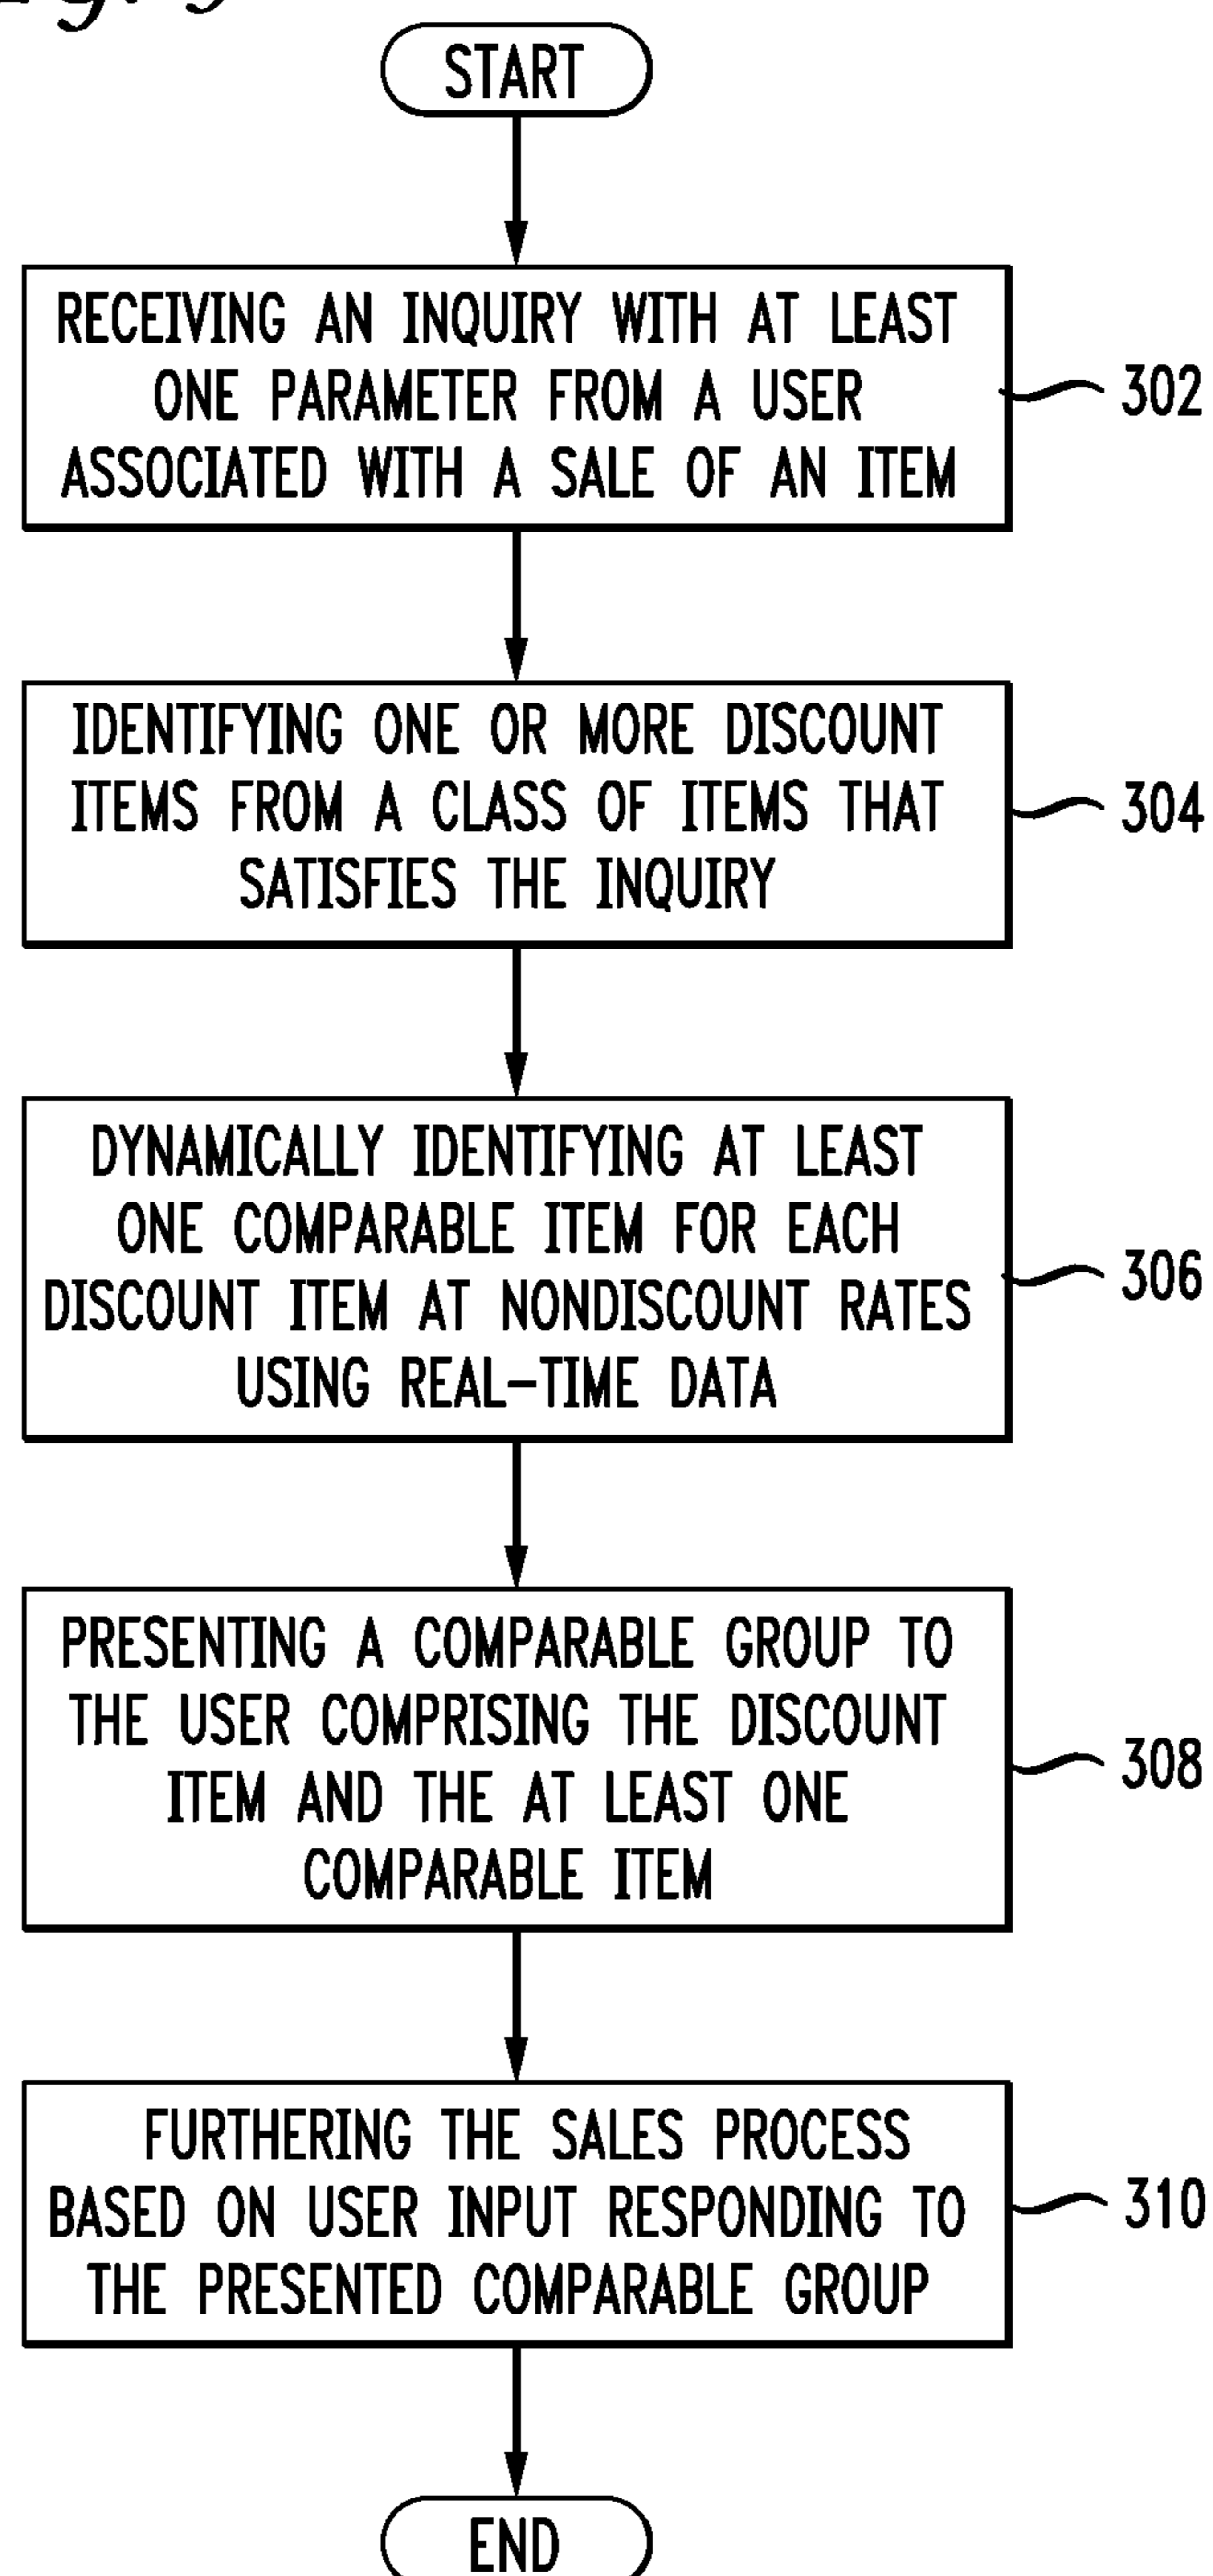 START
RECEIVING AN INQUIRY WITH AT LEAST
ONE PARAMETER FROM A USER
ASSOCIATED WITH A SALE OF AN ITEM
302
IDENTIFYING ONE OR MORE DISCOUNT
ITEMS FROM A CLASS OF ITEMS THAT
SATISFIES THE INQUIRY
304
DYNAMICALLY IDENTIFYING AT LEAST
ONE COMPARABLE ITEM FOR EACH
DISCOUNT ITEM AT NONDISCOUNT RATES
USING REAL-TIME DATA
306
PRESENTING A COMPARABLE GROUP TO
THE USER COMPRISING THE DISCOUNT
ITEM AND THE AT LEAST ONE
COMPARABLE ITEM
308
FURTHERING THE SALES PROCESS
BASED ON USER INPUT RESPONDING TO
THE PRESENTED COMPARABLE GROUP
310
END